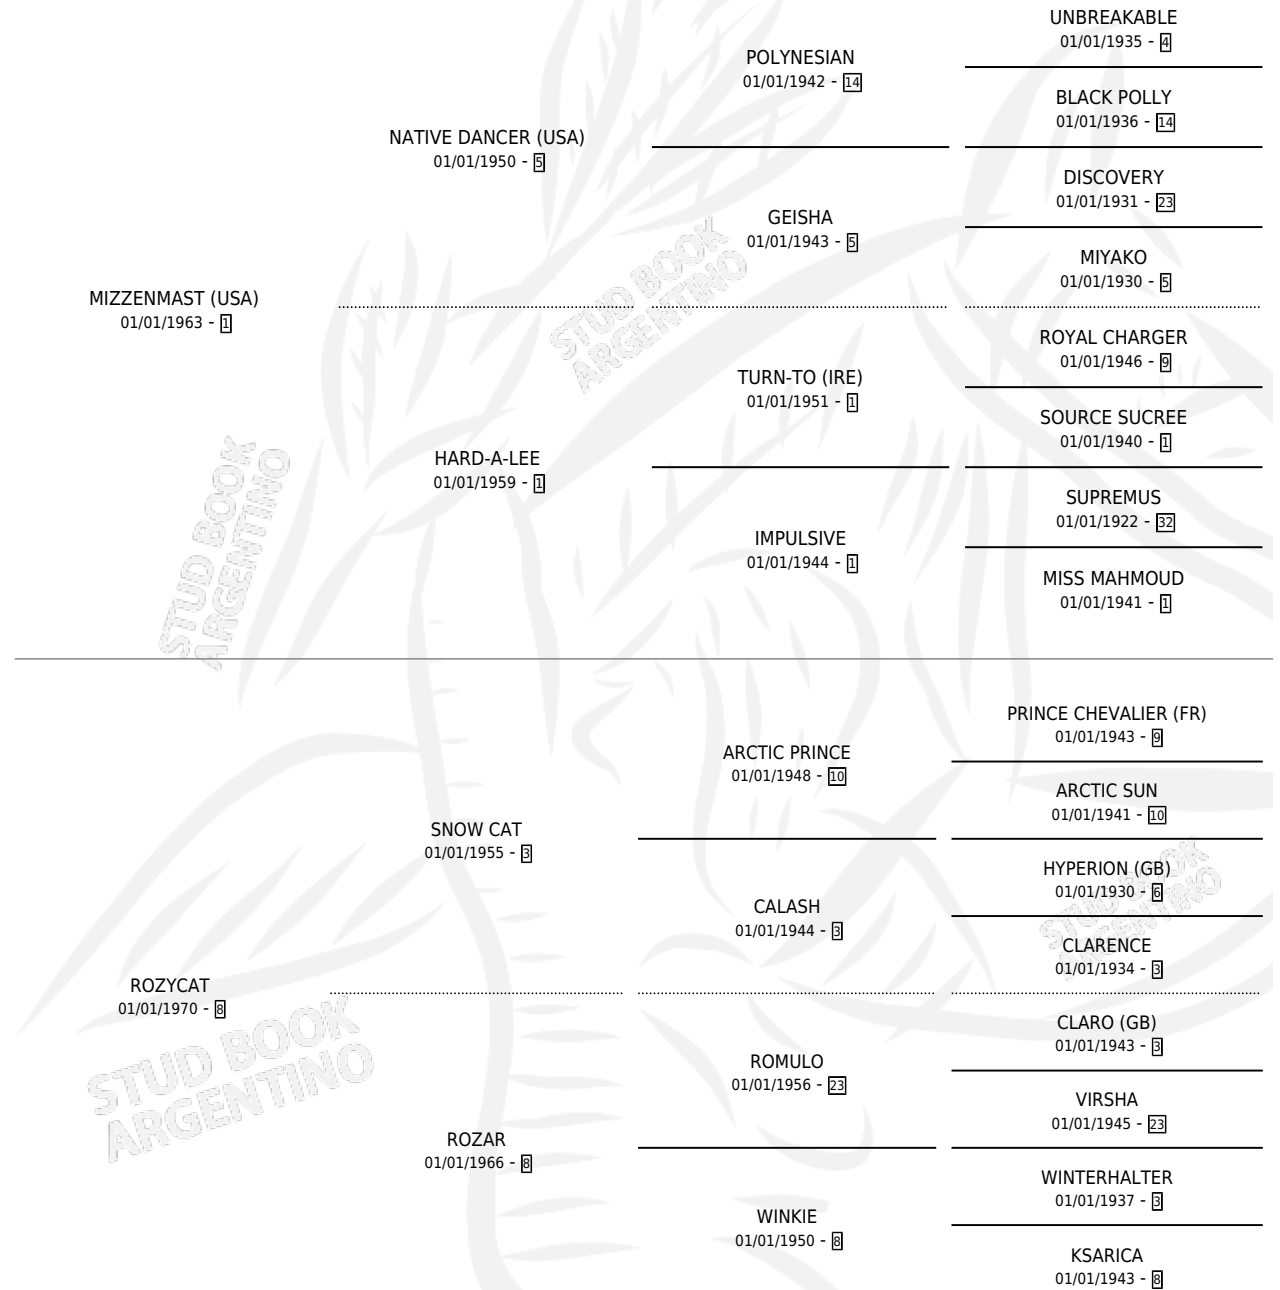 UNBREAKABLE
01/01/1935 - 4
POLYNESIAN
01/01/1942 - 14
BLACK POLLY
01/01/1936 - 14
NATIVE DANCER (USA)
01/01/1950 - 5
DISCOVERY
01/01/1931 - 23
GEISHA
01/01/1943 - 5
MIYAKO
01/01/1930 - 5
MIZZENMAST (USA)
01/01/1963 - 1
STUD BOOK
ARGENTINO
ROYAL CHARGER
01/01/1946 - 9
TURN-TO (IRE)
01/01/1951 - 1
SOURCE SUCREE
01/01/1940 - 1
HARD-A-LEE
01/01/1959 - 1
SUPREMUS
01/01/1922 - 32
IMPULSIVE
01/01/1944 - 1
MISS MAHMOUD
01/01/1941 - 1
STUD BOOK
ARGENTINO
PRINCE CHEVALIER (FR)
01/01/1943 - 9
ARCTIC PRINCE
01/01/1948 - 10
ARCTIC SUN
01/01/1941 - 10
SNOW CAT
01/01/1955 - 3
HYPERION (GB)
01/01/1930 - 6
CALASH
01/01/1944 - 3
CLARENCE
01/01/1934 - 3
STUD BOOK
ARGENTINO
ROZYCAT
01/01/1970 - 8
STUD BOOK
ARGENTINO
CLARO (GB)
01/01/1943 - 3
ROMULO
01/01/1956 - 23
VIRSHA
01/01/1945 - 23
ROZAR
01/01/1966 - 8
WINTERHALTER
01/01/1937 - 3
WINKIE
01/01/1950 - 8
KSARICA
01/01/1943 - 8